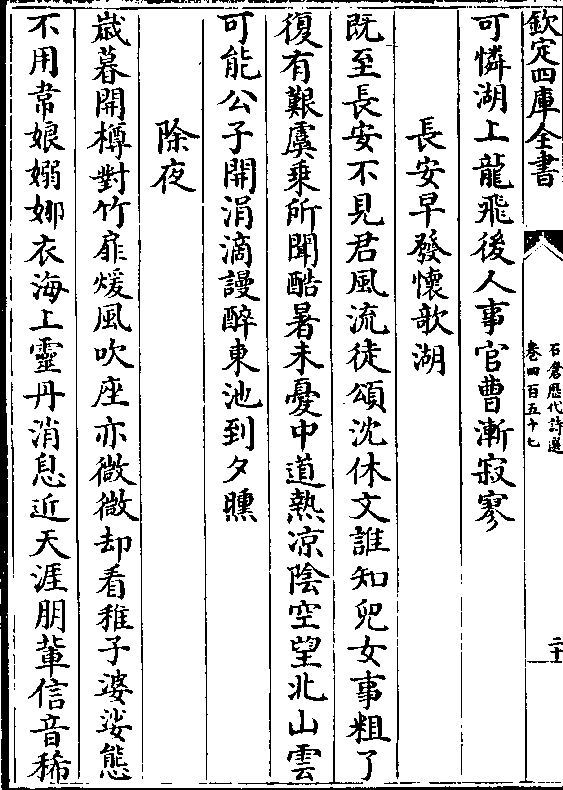 欽定四庫全書
石倉歷代詩選
卷四百五十七
二十
可憐湖上龍飛後人事官曹漸寂寥
長安早發懷歌湖
既至長安不見君風流徒頌沈休文誰知兒女事粗了
復有艱虞乘所聞酷暑未憂中道熱凉陰空望北山雲
可能公子開涓滴謾醉東池到夕曛
除夜
嵗暮開樽對竹扉煖風吹座亦微微却看稚子婆娑態
不用韋娘嫋娜衣海上靈丹消息近天涯朋輩信音稀